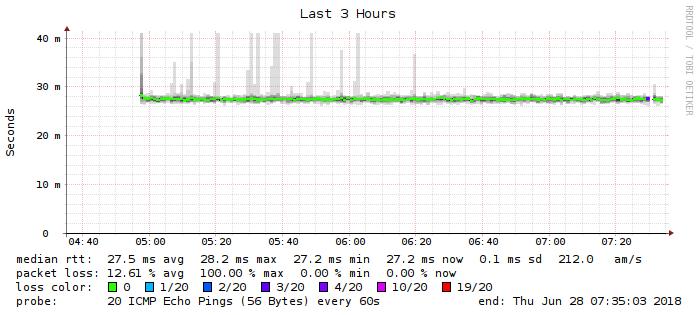 Last 3 Hours
RRDTOOL / TOBI OETIKER
Seconds
40 m
30 m
20 m
10 m
0
04:40 05:00 05:20 05:40 06:00 06:20 06:40 07:00 07:20
median rtt: 27.5 ms avg 28.2 ms max 27.2 ms min 27.2 ms now 0.1 ms sd 212.0 am/s
packet loss: 12.61 % avg 100.00 % max 0.00 % min 0.00 % now
loss color: 0 1/20 2/20 3/20 4/20 10/20 19/20
probe: 20 ICMP Echo Pings (56 Bytes) every 60s end: Thu Jun 28 07:35:03 2018